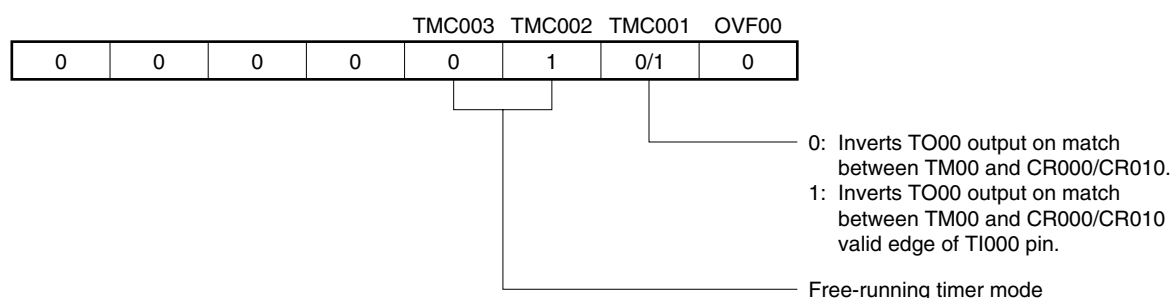 TMC003 TMC002 TMC001 OVF00
0 0 0 0 0 1 0/1 0
0: Inverts TO00 output on match
between TM00 and CR000/CR010.
1: Inverts TO00 output on match
between TM00 and CR000/CR010
valid edge of TI000 pin.
Free-running timer mode